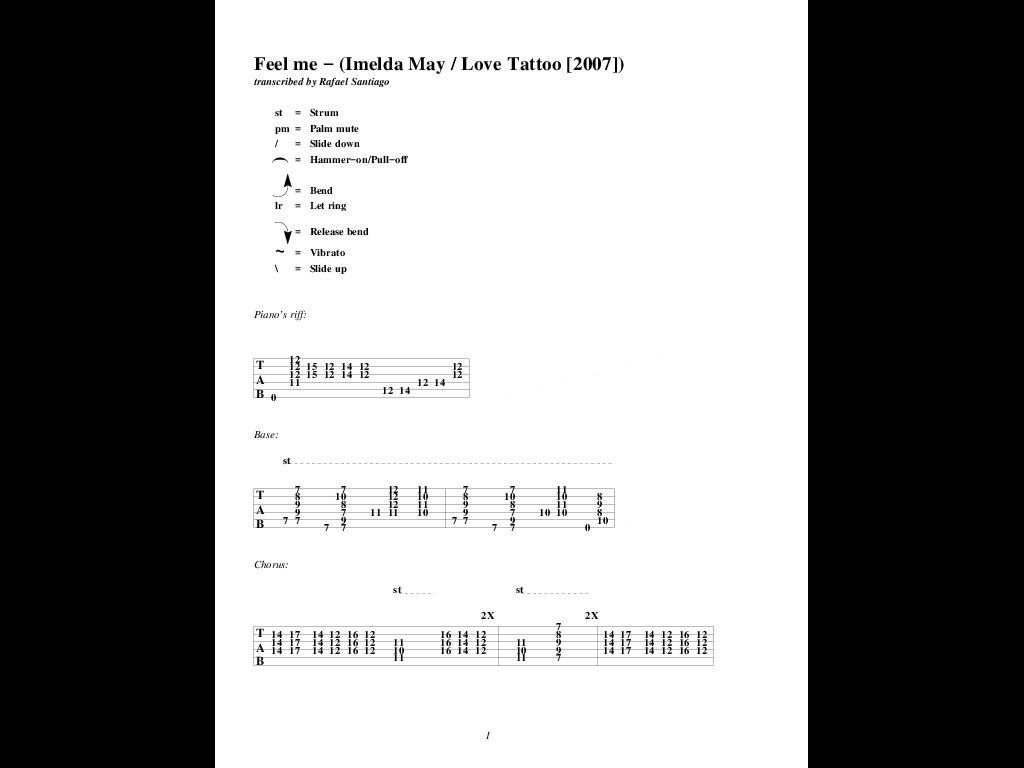 Feel me − (Imelda May / Love Tattoo [2007])
transcribed by Rafael Santiago
st = Strum
pm = Palm mute
/ = Slide down
= Hammer−on/Pull−off
= Bend
lr = Let ring
= Release bend
~ = Vibrato
\ = Slide up
Piano's riff:
12
T 12 15 12 14 12 12
12 15 12 14 12 12
A 11 12 14
B 12 14
0
Base:
st
7 7 12 11 7 7 11
T 8 10 12 10 8 10 10 8
9 8 12 11 9 8 11 9
A 9 7 11 11 10 9 7 10 10 8
7 7 9 7 7 9 10
B 7 7 7 7 0
Chorus:
st st
2X 2X
7
T 14 17 14 12 16 12 16 14 12 8 14 17 14 12 16 12
14 17 14 12 16 12 11 16 14 12 11 9 14 17 14 12 16 12
A 14 17 14 12 16 12 10 16 14 12 10 9 14 17 14 12 16 12
B 11 11 7
1